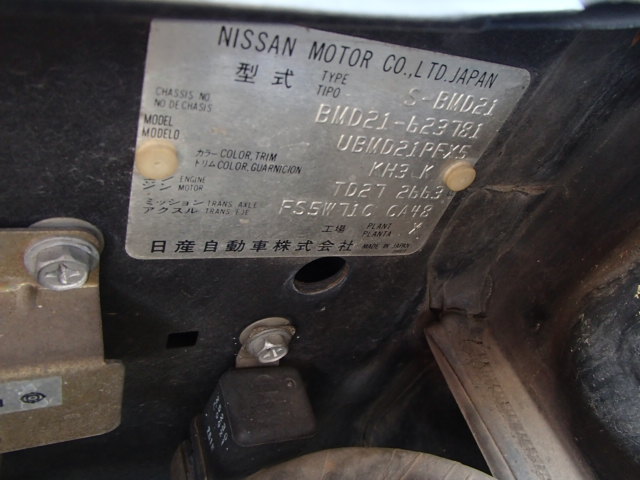 NISSAN MOTOR CO., LTD. JAPAN
型式 TYPE TIPO S-BMD21
CHASSIS NO NO DE CHASIS BMD21-623781
MODEL MODELO UBMD21PFX5
カラー COLOR, TRIM KH3 K
トリム COLOR, GUARNICION
エンジン ENGINE MOTOR TD27 2663
ミッション TRANS. AXLE FS5W71C CA48
アクスル TRANS. EJE
工場 PLANT PLANTA X
日産自動車株式会社 MADE IN JAPAN